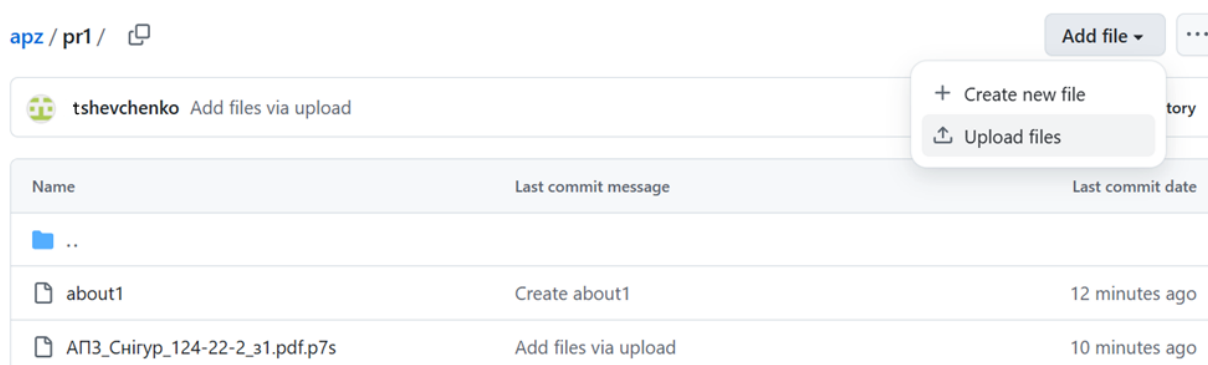 apz / pr1 /
Add file
...
tshevchenko Add files via upload
tory
Create new file
Upload files
Name Last commit message Last commit date
..
about1 Create about1 12 minutes ago
АПЗ_Снігур_124-22-2_з1.pdf.p7s Add files via upload 10 minutes ago